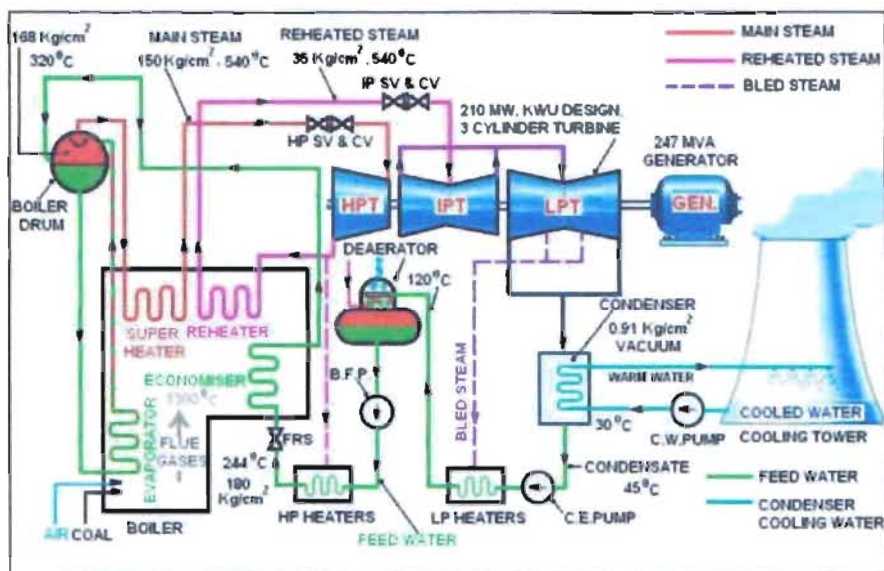 168 Kg/cm²
320°C
MAIN STEAM
150 Kg/cm², 540°C
REHEATED STEAM
35 Kg/cm², 540°C
IP SV & CV
HP SV & CV
MAIN STEAM
REHEATED STEAM
BLED STEAM
210 MW, KWU DESIGN,
3 CYLINDER TURBINE
247 MVA
GENERATOR
BOILER
DRUM
HPT
IPT
LPT
GEN.
DEAERATOR
120°C
SUPER
HEATER
REHEATER
CONDENSER
0.91 Kg/cm²
VACUUM
WARM WATER
ECONOMISER
B.F.P.
BLED STEAM
EVAPORATOR
FLUE
GASES
FRS
30°C
C.W.PUMP
COOLED WATER
COOLING TOWER
244°C
180
Kg/cm²
CONDENSATE
45°C
AIR
COAL
BOILER
HP HEATERS
FEED WATER
LP HEATERS
C.E.PUMP
FEED WATER
CONDENSER
COOLING WATER